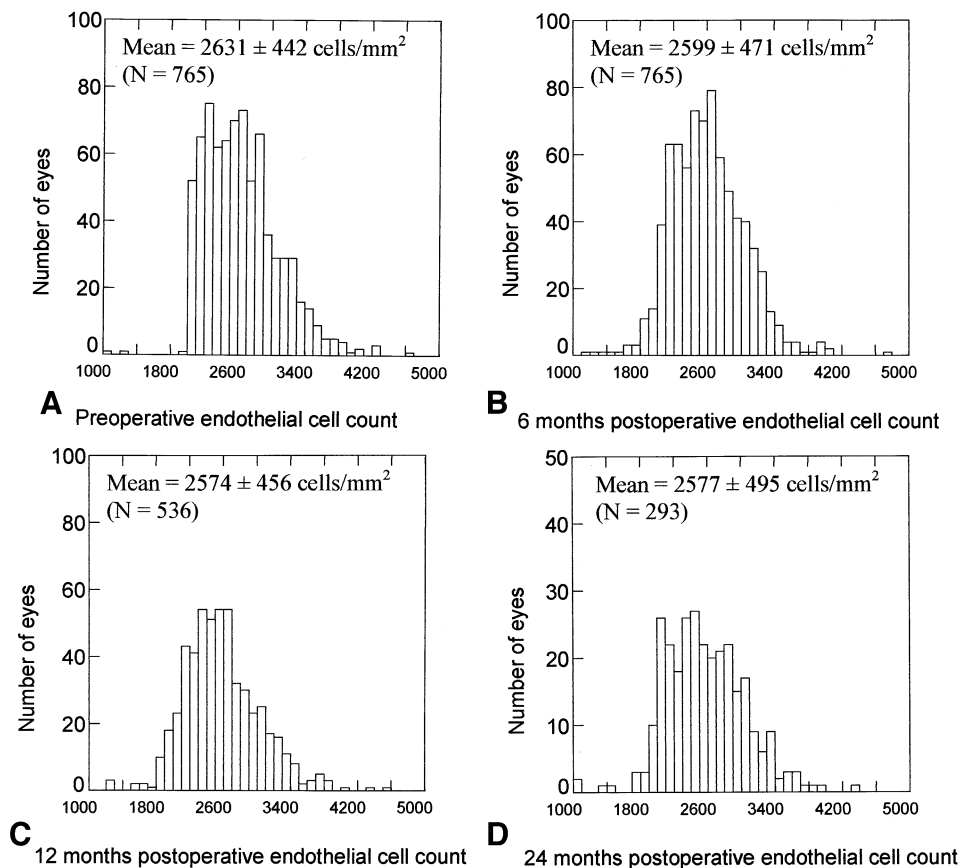 100
80
60
40
20
0
Number of eyes
Mean = 2631 ± 442 cells/mm²
(N = 765)
1000 1800 2600 3400 4200 5000
A Preoperative endothelial cell count
100
80
60
40
20
0
Number of eyes
Mean = 2599 ± 471 cells/mm²
(N = 765)
1000 1800 2600 3400 4200 5000
B 6 months postoperative endothelial cell count
100
80
60
40
20
0
Number of eyes
Mean = 2574 ± 456 cells/mm²
(N = 536)
1000 1800 2600 3400 4200 5000
C 12 months postoperative endothelial cell count
50
40
30
20
10
0
Number of eyes
Mean = 2577 ± 495 cells/mm²
(N = 293)
1000 1800 2600 3400 4200 5000
D 24 months postoperative endothelial cell count